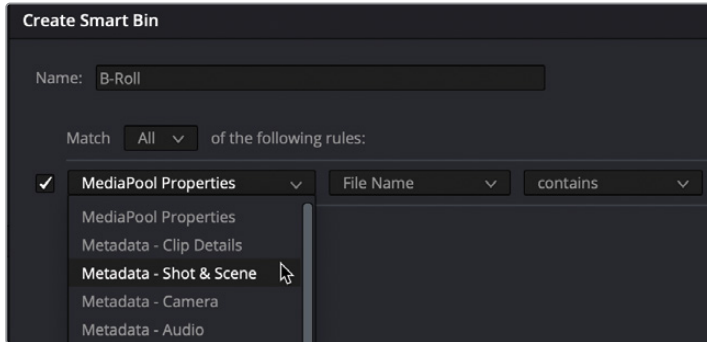 Create Smart Bin
Name: B-Roll
Match All of the following rules:
MediaPool Properties File Name contains
MediaPool Properties
Metadata - Clip Details
Metadata - Shot & Scene
Metadata - Camera
Metadata - Audio